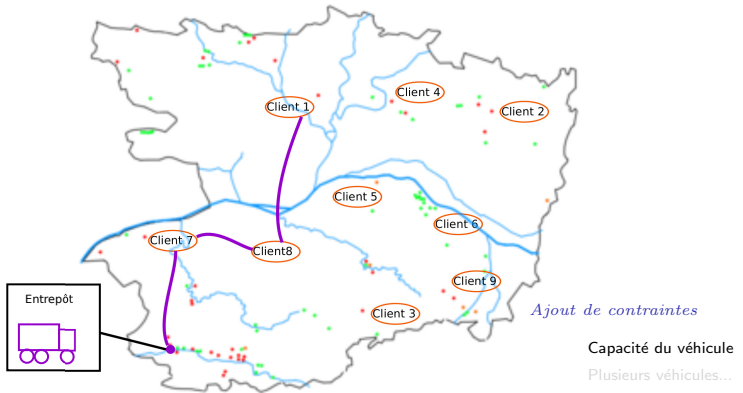 Client 4
Client 1
Client 2
Client 5
Client 6
Client 7
Client8
Client 9
Entrepôt
Client 3
Ajout de contraintes
Capacité du véhicule
Plusieurs véhicules...